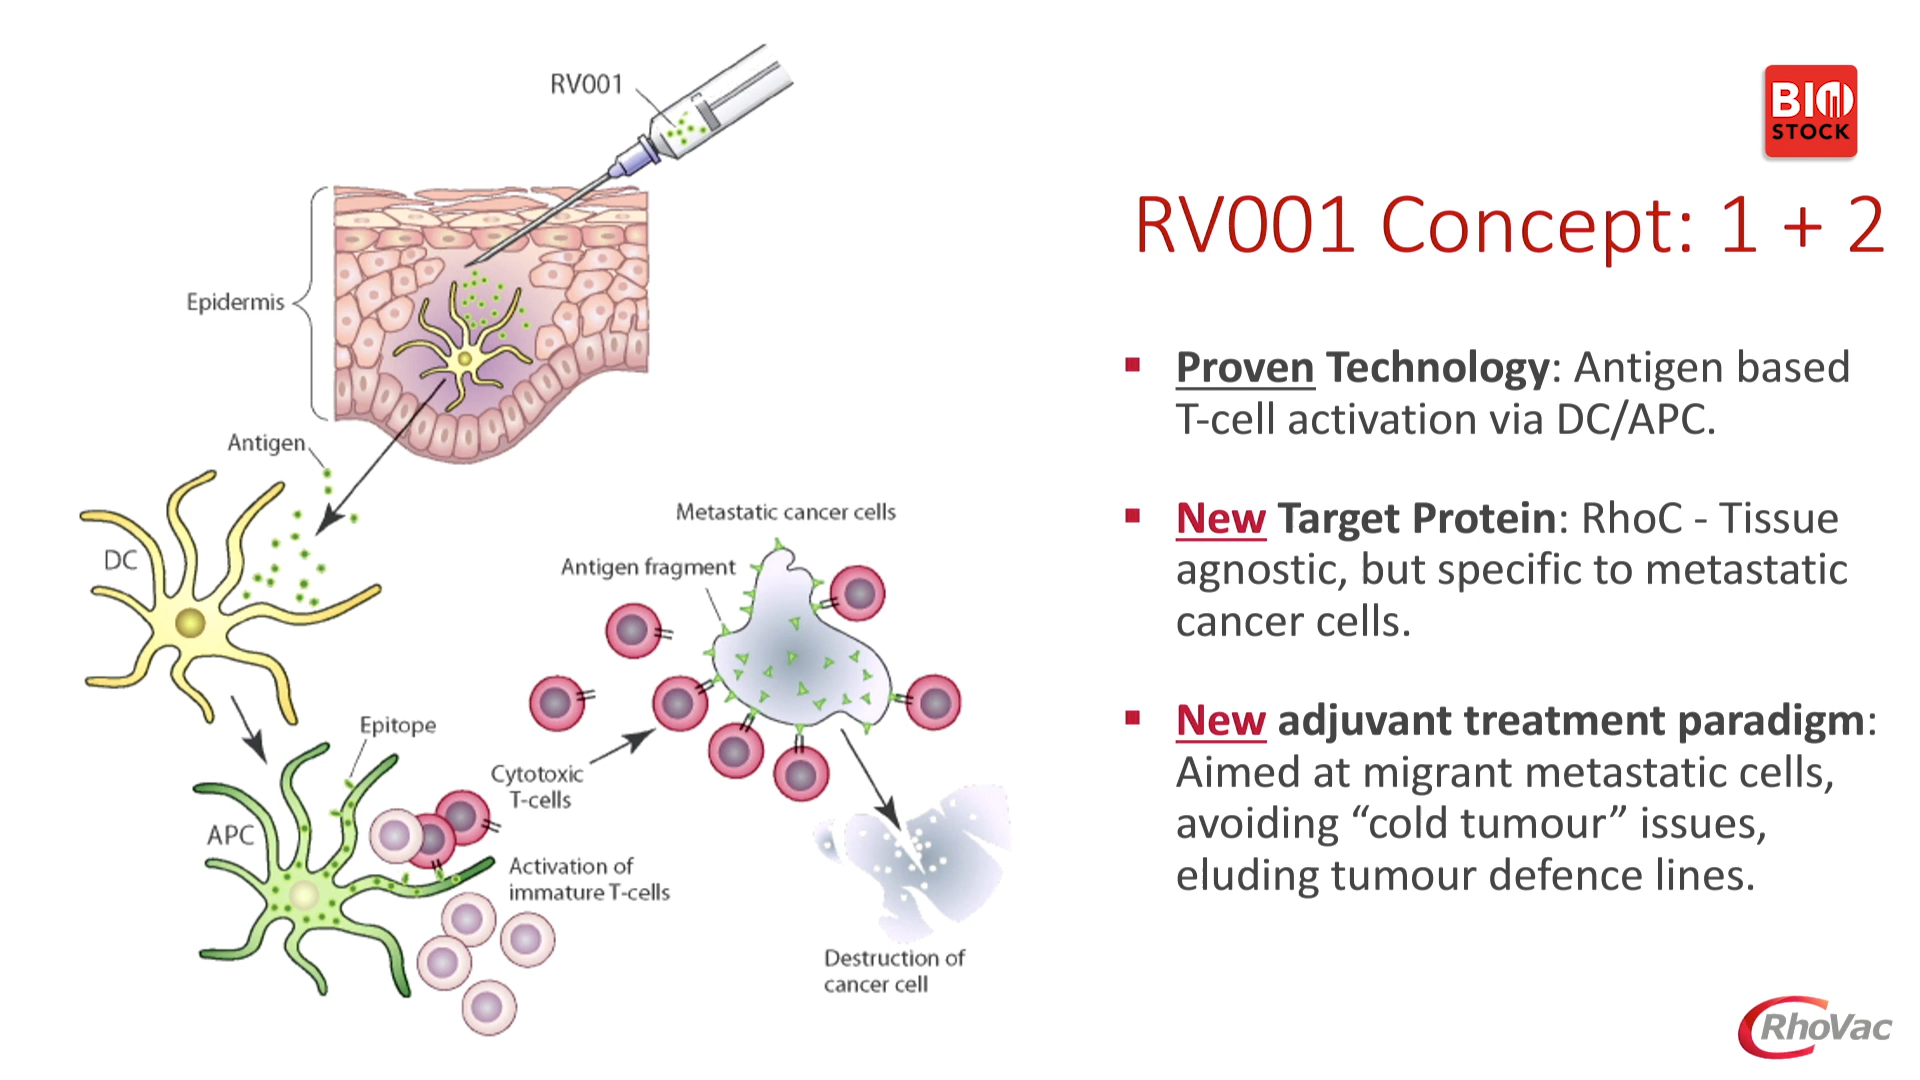 RV001
Epidermis
Antigen
DC
Epitope
APC
Activation of
immature T-cells
Cytotoxic
T-cells
Antigen fragment
Metastatic cancer cells
Destruction of
cancer cell
BIO
STOCK
RV001 Concept: 1 + 2
▪ Proven Technology: Antigen based
T-cell activation via DC/APC.
▪ New Target Protein: RhoC - Tissue
agnostic, but specific to metastatic
cancer cells.
▪ New adjuvant treatment paradigm:
Aimed at migrant metastatic cells,
avoiding “cold tumour” issues,
eluding tumour defence lines.
RhoVac